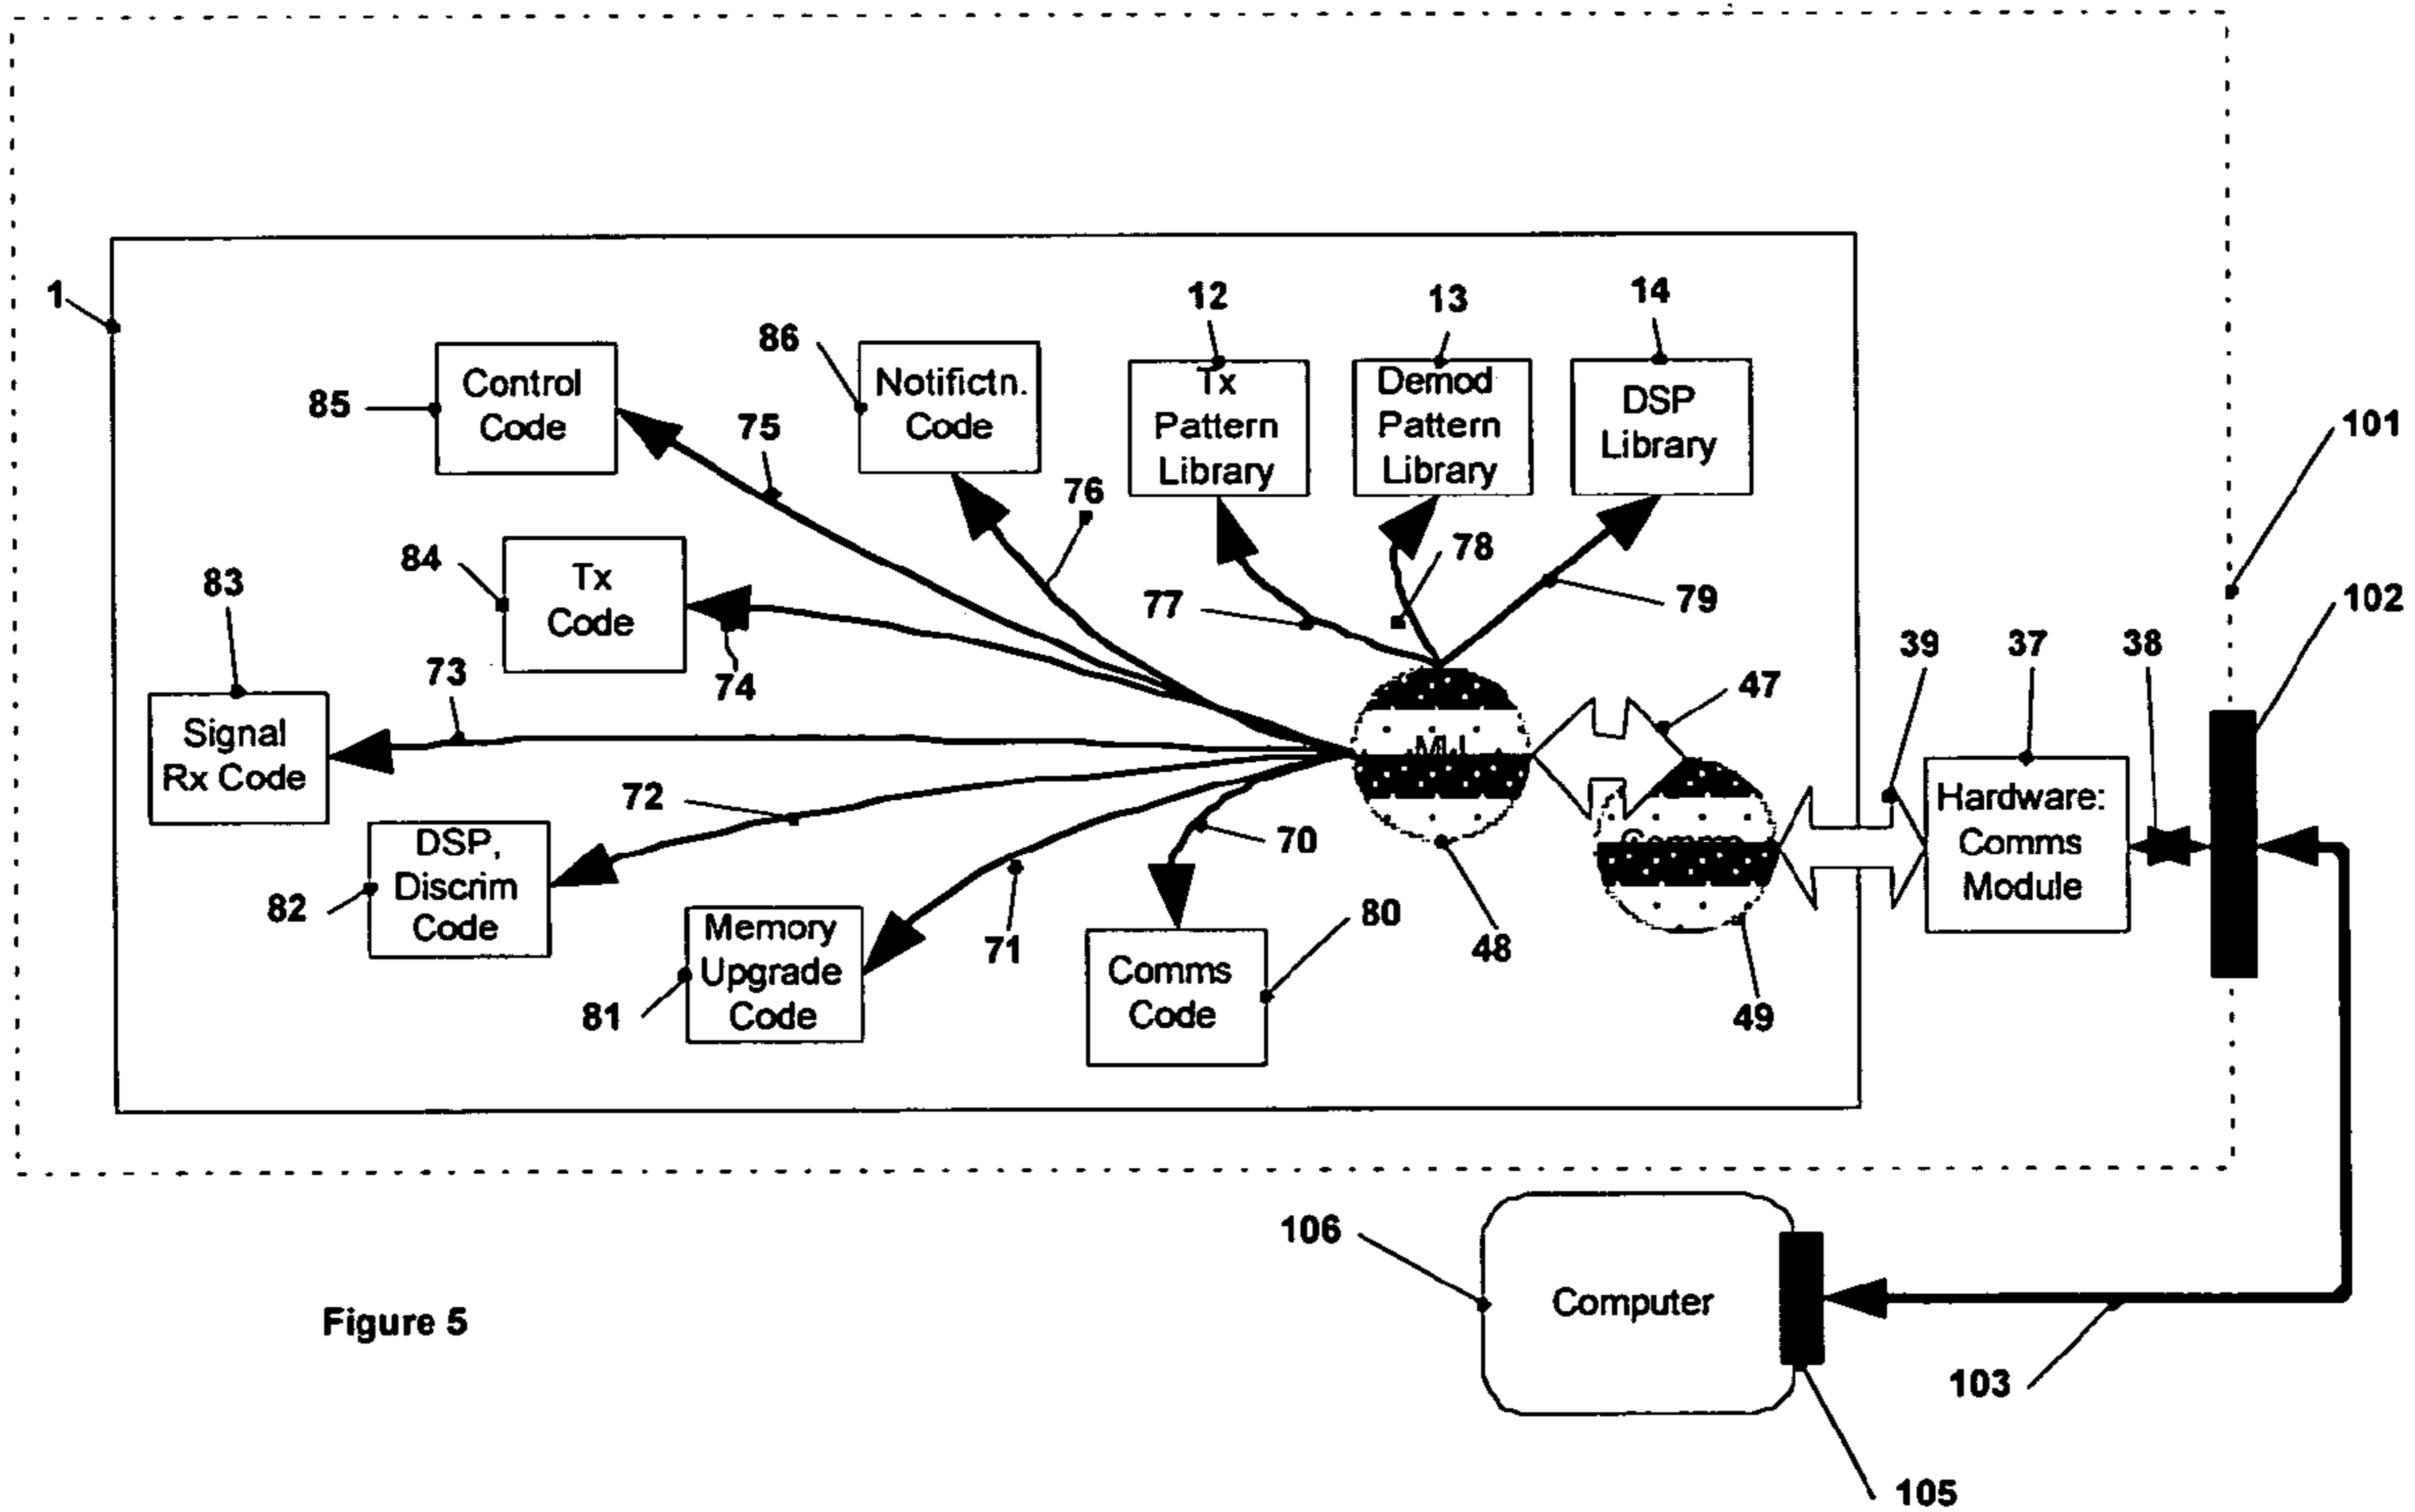 1
12
13
14
86
85
Control
Code
75
Notifictn.
Code
Tx
Pattern
Library
Demod
Pattern
Library
DSP
Library
101
76
84
Tx
Code
83
77
78
79
102
73
74
47
39
37
38
Signal
Rx Code
72
70
Hardware:
Comms
Module
DSP,
Discrim
Code
82
Memory
Upgrade
Code
81
71
Comms
Code
80
48
49
106
Computer
Figure 5
103
105